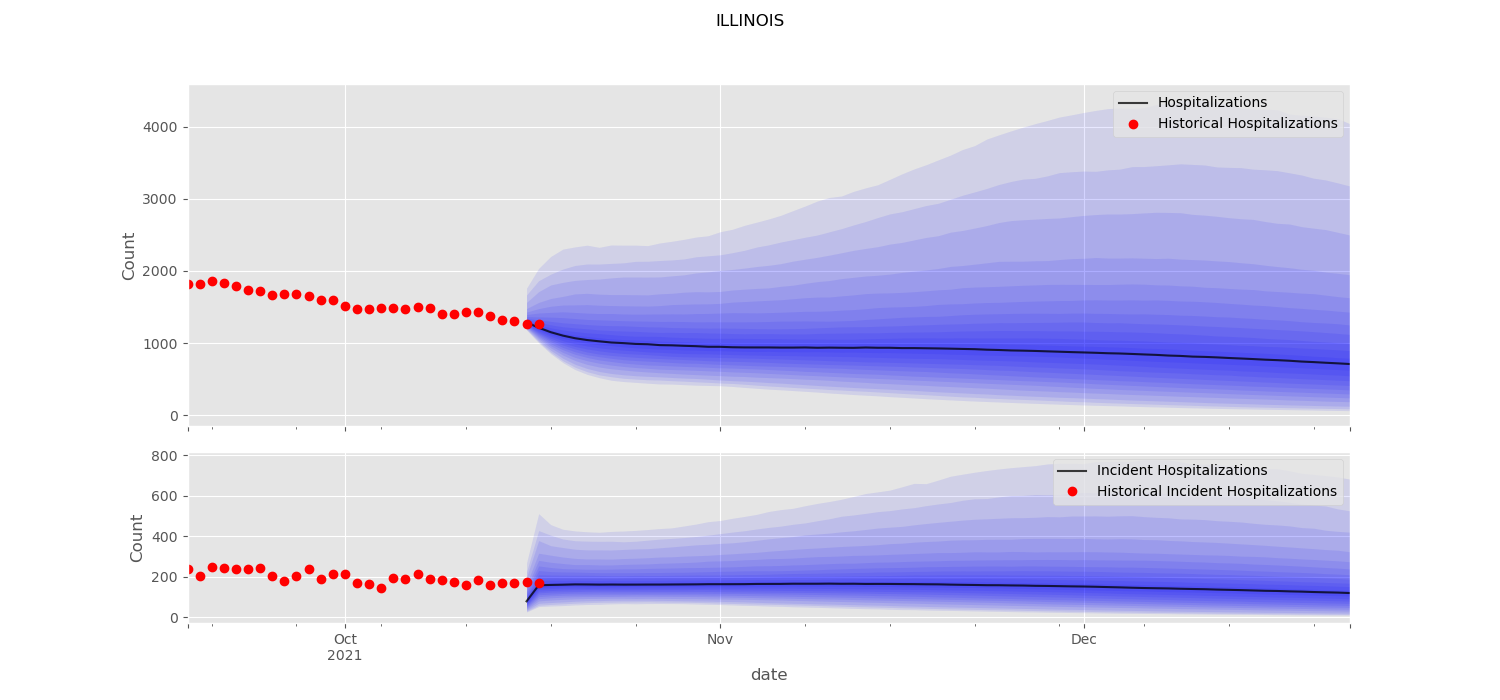 ILLINOIS
Hospitalizations
Historical Hospitalizations
4000
3000
2000
1000
0
Count
Incident Hospitalizations
Historical Incident Hospitalizations
800
600
400
200
0
Count
Oct
2021
Nov
Dec
date